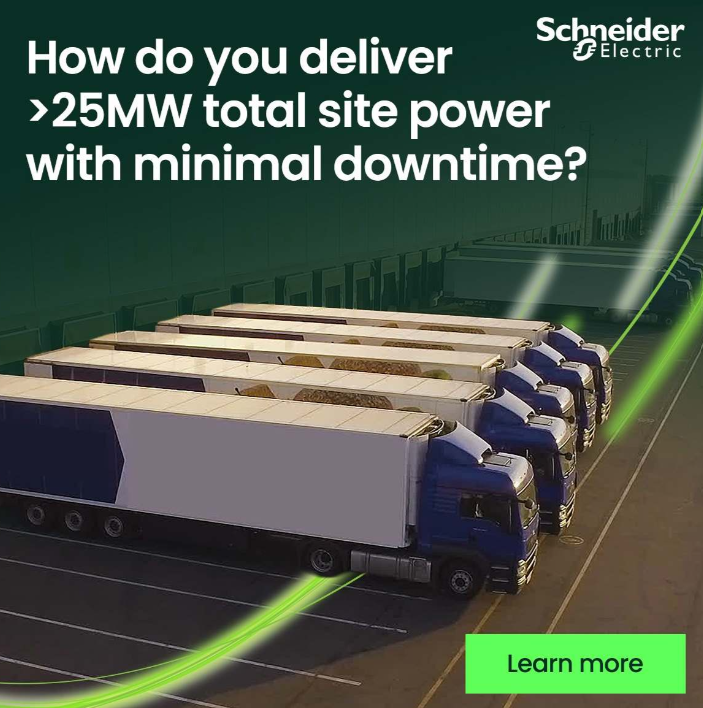 Schneider
Electric
How do you deliver
>25MW total site power
with minimal downtime?
Learn more